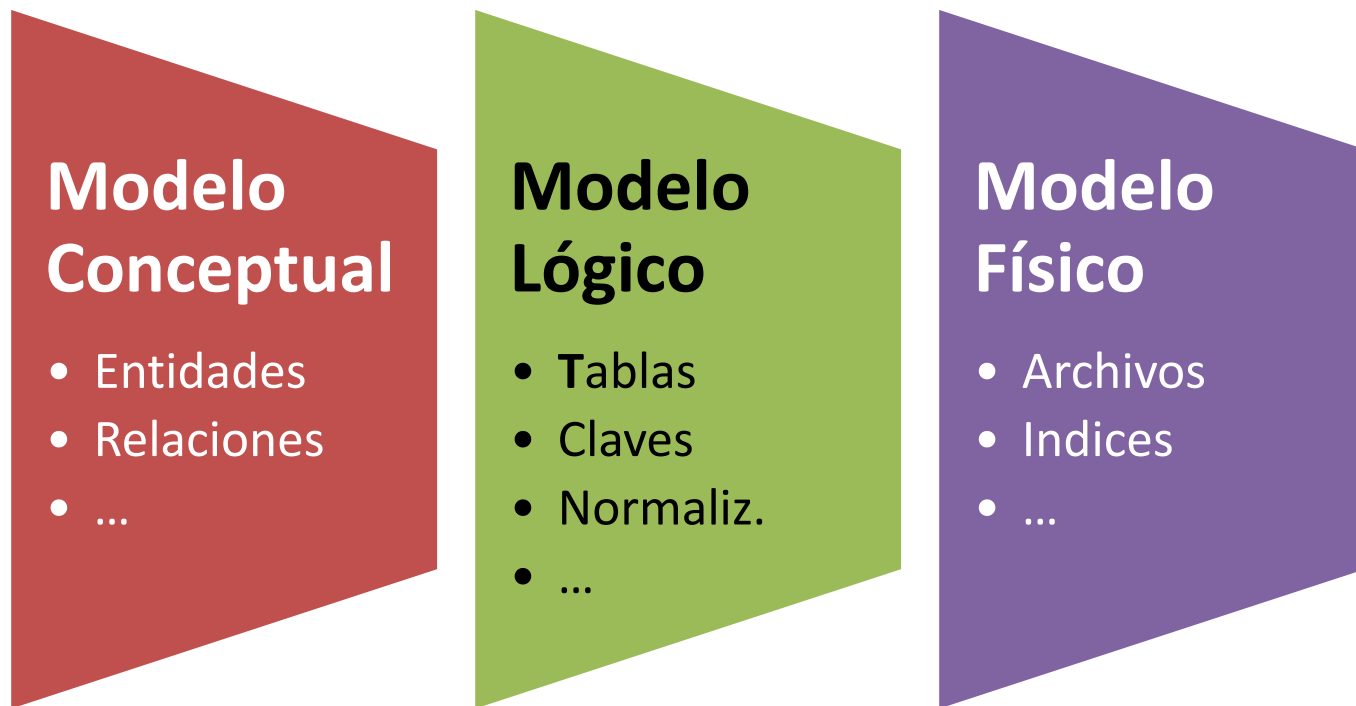 Modelo
Conceptual
• Entidades
• Relaciones
• ...
Modelo
Lógico
• Tablas
• Claves
• Normaliz.
• ...
Modelo
Físico
• Archivos
• Indices
• ...